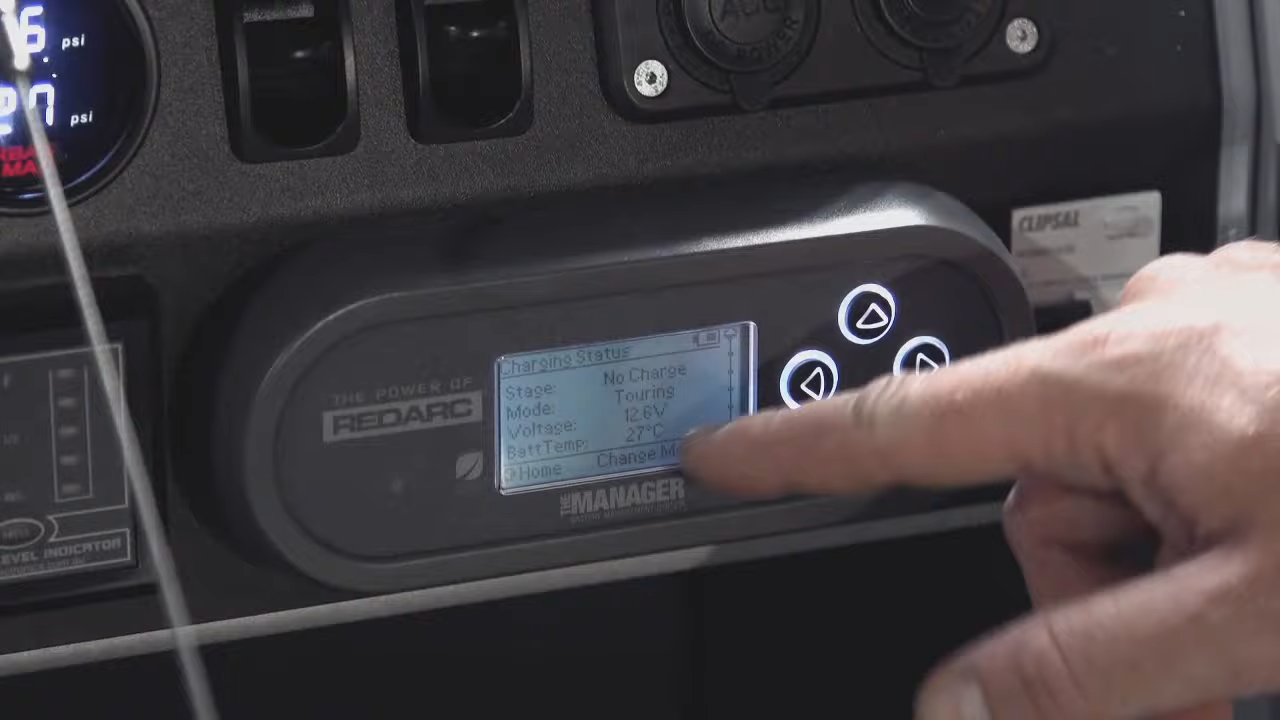 psi
psi
POWER
CLIPSAL
Charging Status
Stage: No Charge
Mode: Touring
Voltage: 12.6V
BattTemp: 27°C
Home Change
THE POWER OF
REDARC
THE MANAGER
LEVEL INDICATOR